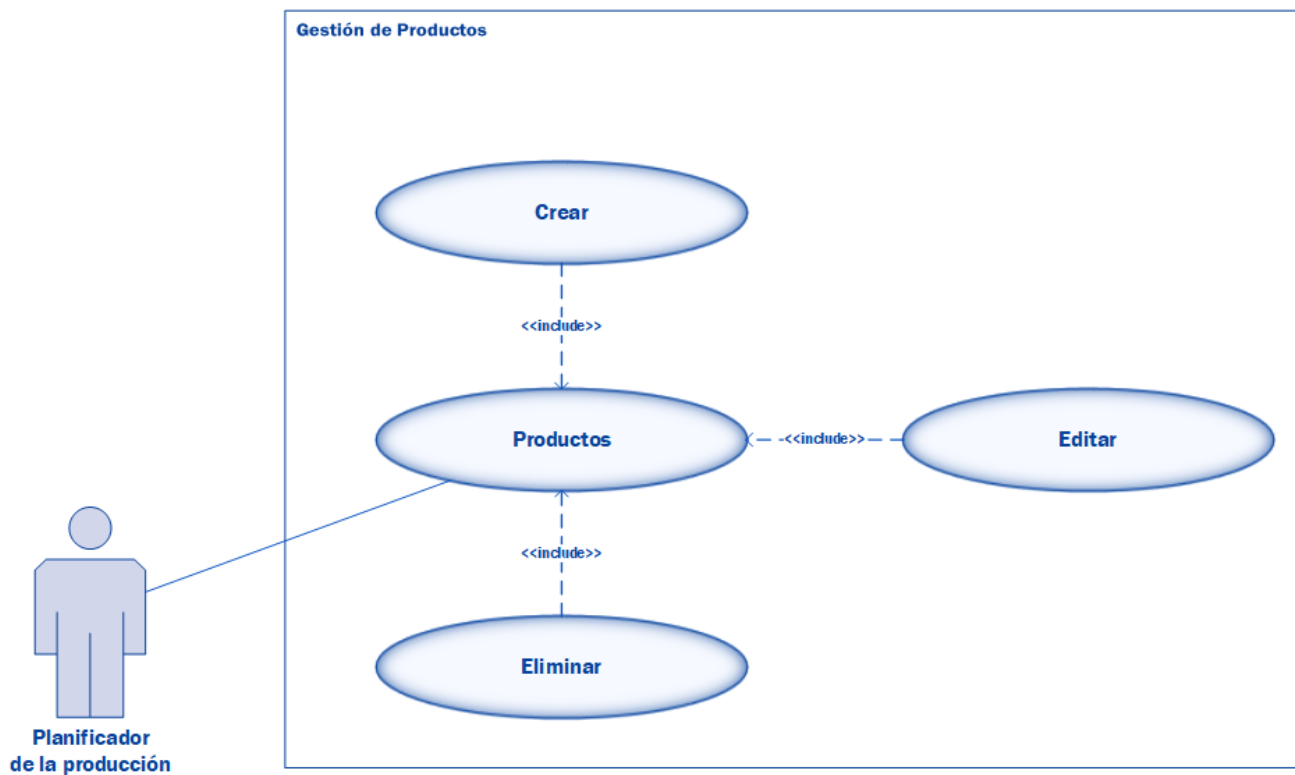 Gestión de Productos
Crear
<<include>>
Productos
<<include>>
Editar
<<include>>
Eliminar
Planificador
de la producción